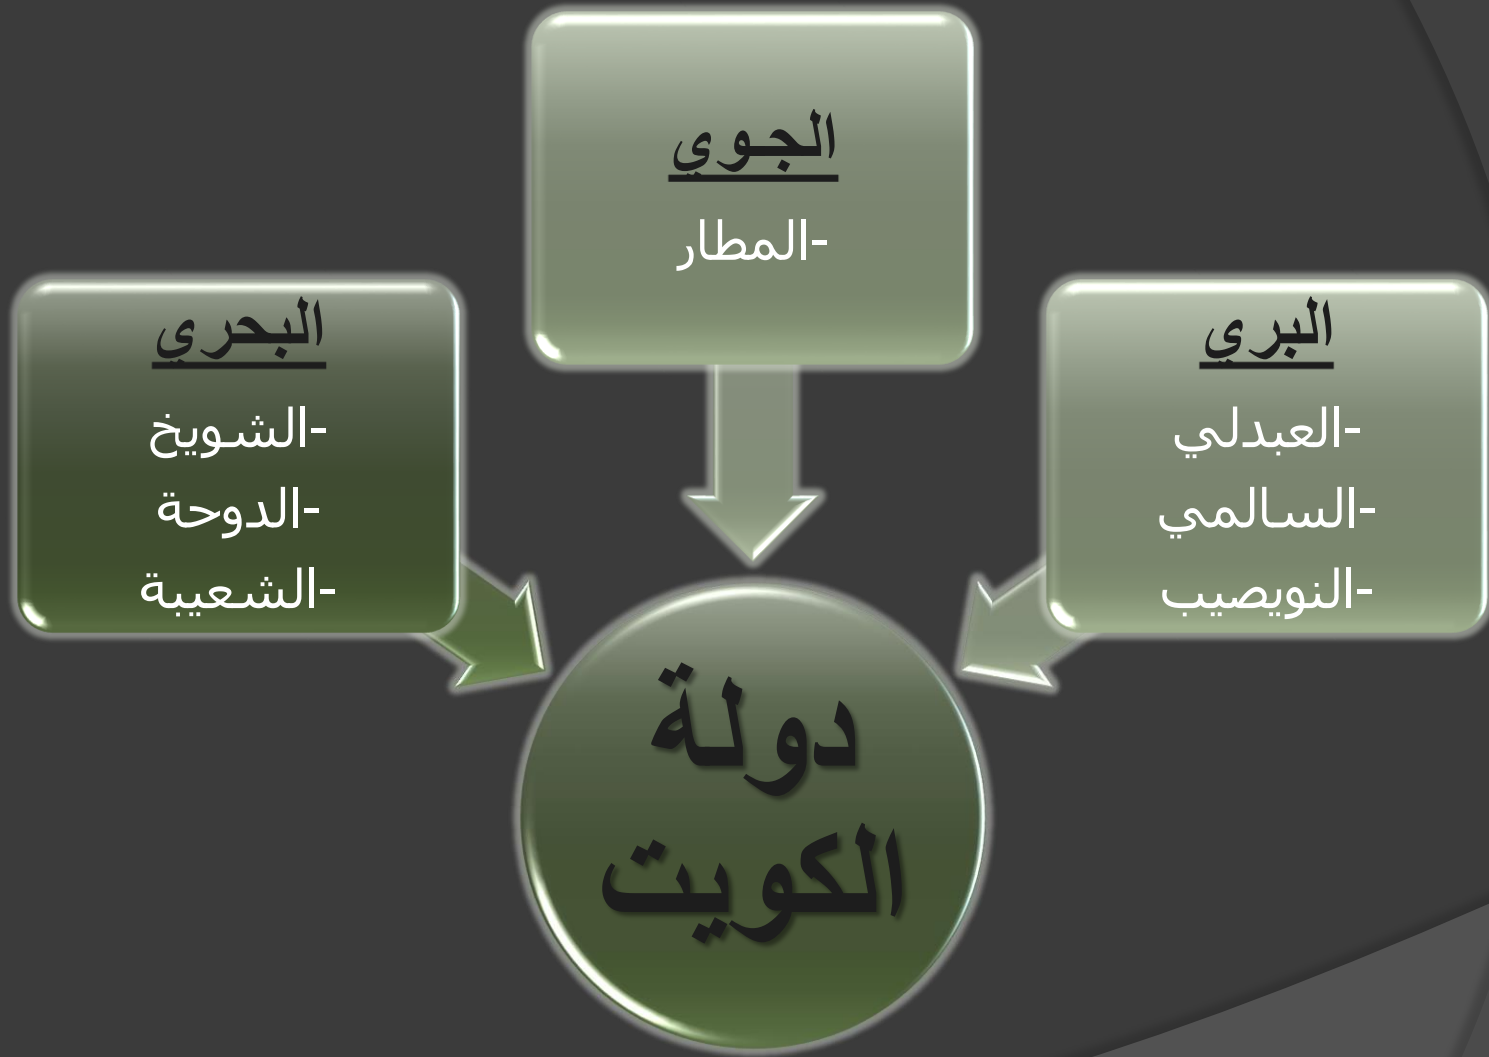 الجوي
-المطار
البري
-العبدلي
-السالمي
-النويصيب
البحري
-الشويخ
-الدوحة
-الشعيبة
دولة
الكويت